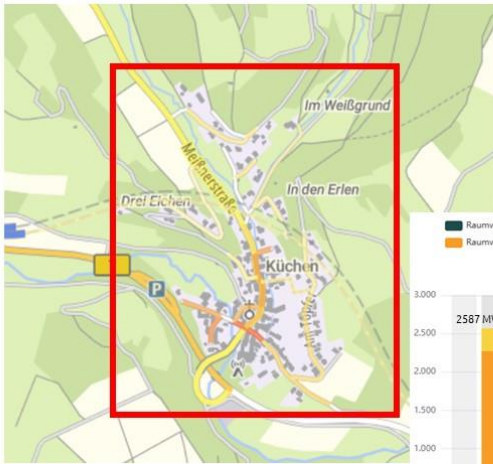 Im Weißgrund
Meißnerstraße
In den Erlen
Drei Eichen
Raumw
Raumw
Küchen
P
3.000
2587 MW
2.500
2.000
1.500
1.000